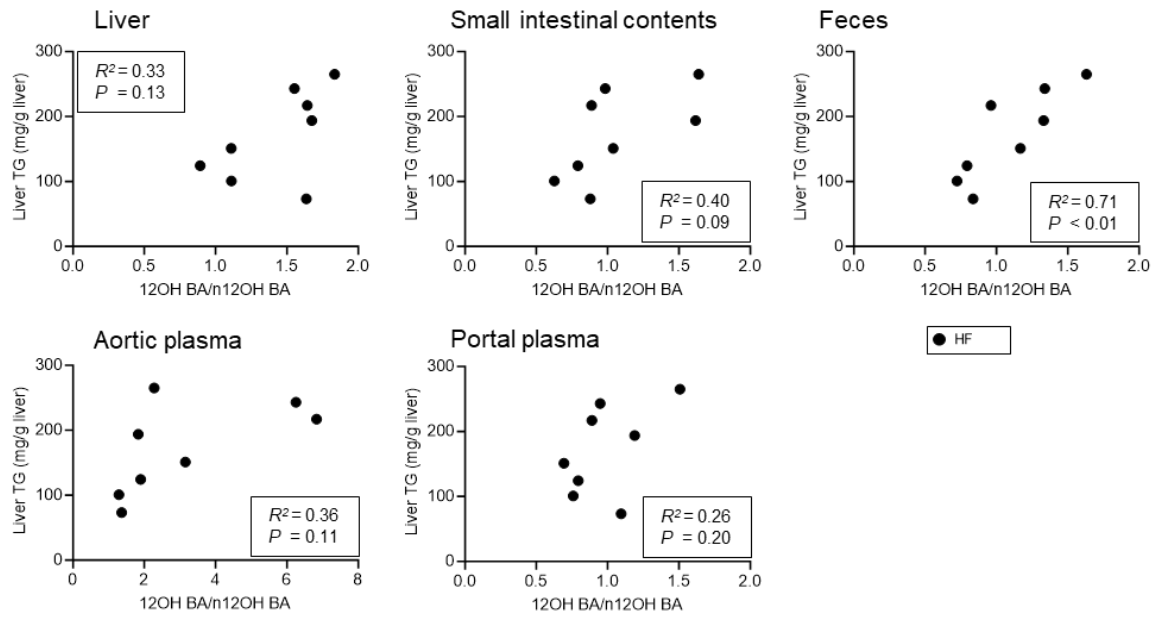 Liver
Liver TG (mg/g liver)
300
200
100
0
R² = 0.33
P = 0.13
0.0 0.5 1.0 1.5 2.0
12OH BA/n12OH BA
Small intestinal contents
Liver TG (mg/g liver)
300
200
100
0
R² = 0.40
P = 0.09
0.0 0.5 1.0 1.5 2.0
12OH BA/n12OH BA
Feces
Liver TG (mg/g liver)
300
200
100
0
R² = 0.71
P < 0.01
0.0 0.5 1.0 1.5 2.0
12OH BA/n12OH BA
Aortic plasma
Liver TG (mg/g liver)
300
200
100
0
R² = 0.36
P = 0.11
0 2 4 6 8
12OH BA/n12OH BA
Portal plasma
Liver TG (mg/g liver)
300
200
100
0
R² = 0.26
P = 0.20
0.0 0.5 1.0 1.5 2.0
12OH BA/n12OH BA
HF